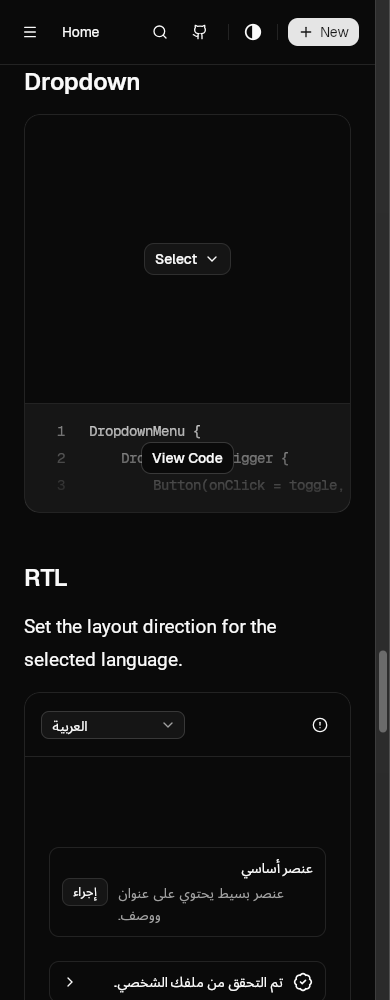 Home
New
Dropdown
Select
1 DropdownMenu {
2 Dro
igger {
View Code
3 Button(onClick = toggle,
RTL
Set the layout direction for the
selected language.
العربية
عنصر أساسي
عنصر بسيط يحتوي على عنوان
ووصف.
إجراء
تم التحقق من ملفك الشخصي.